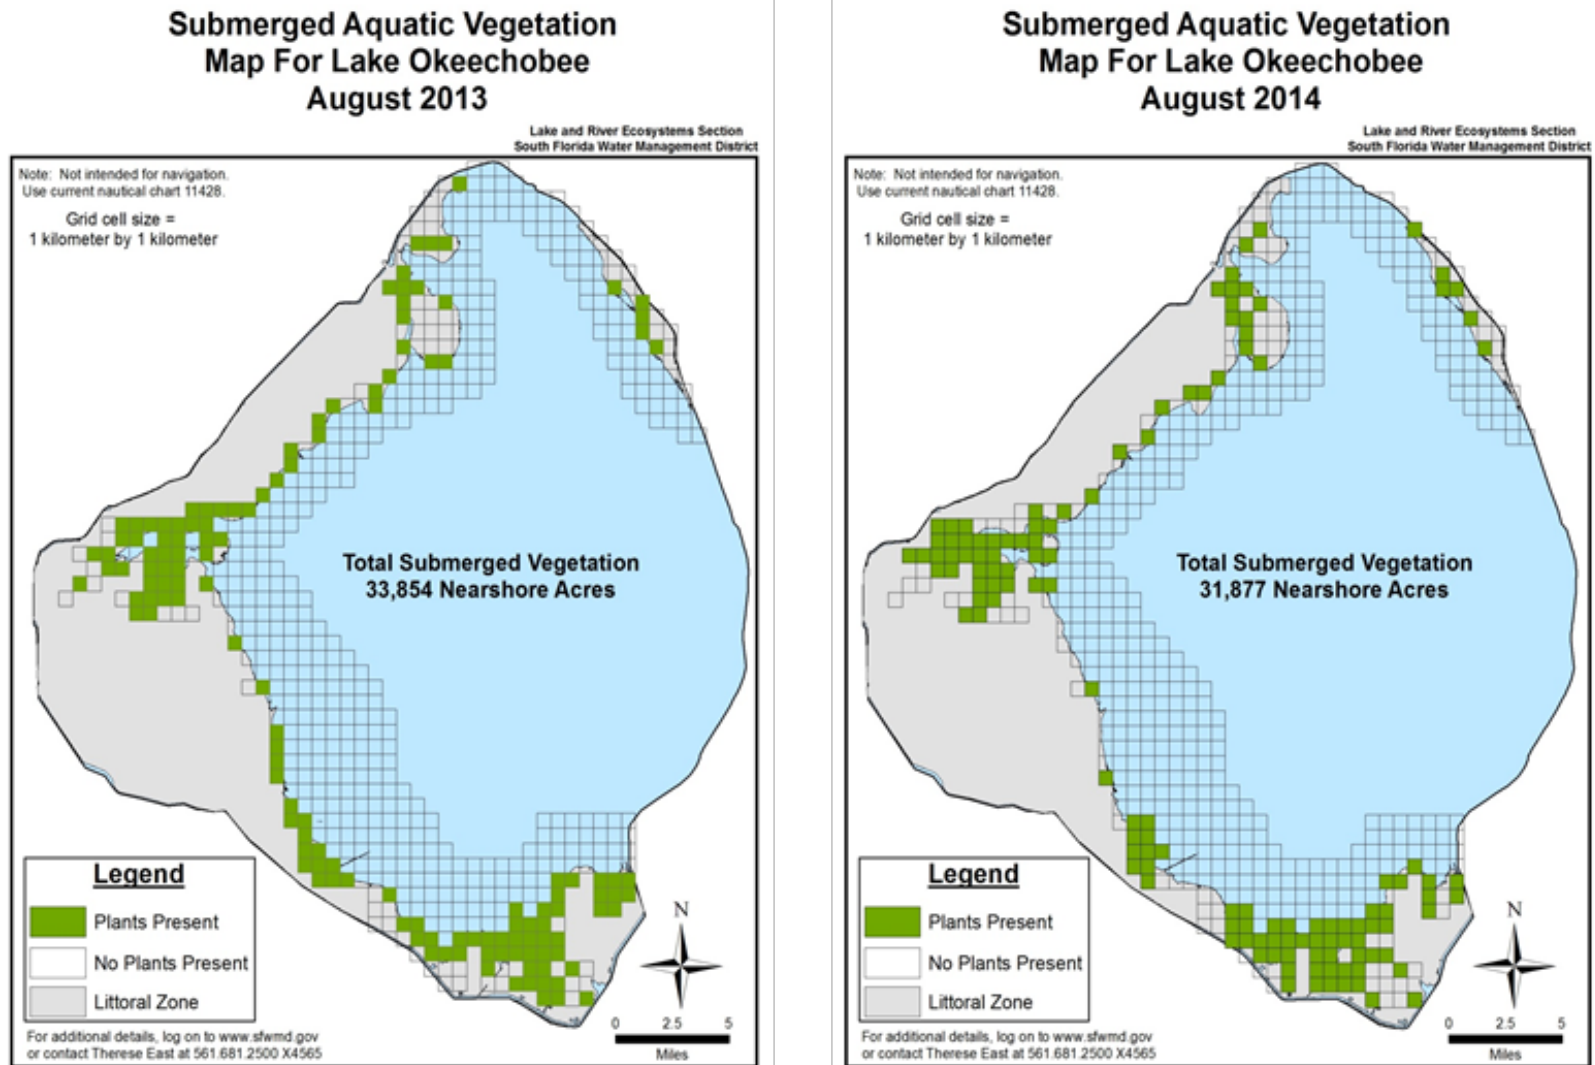 Submerged Aquatic Vegetation
Map For Lake Okeechobee
August 2013
Lake and River Ecosystems Section
South Florida Water Management District
Note: Not intended for navigation.
Use current nautical chart 11428.
Grid cell size =
1 kilometer by 1 kilometer
Total Submerged Vegetation
33,854 Nearshore Acres
Legend
Plants Present
No Plants Present
Littoral Zone
N
0 2.5 5
Miles
For additional details, log on to www.sfwmd.gov
or contact Therese East at 561.681.2500 X4565
Submerged Aquatic Vegetation
Map For Lake Okeechobee
August 2014
Lake and River Ecosystems Section
South Florida Water Management District
Note: Not intended for navigation.
Use current nautical chart 11428.
Grid cell size =
1 kilometer by 1 kilometer
Total Submerged Vegetation
31,877 Nearshore Acres
Legend
Plants Present
No Plants Present
Littoral Zone
N
0 2.5 5
Miles
For additional details, log on to www.sfwmd.gov
or contact Therese East at 561.681.2500 X4565